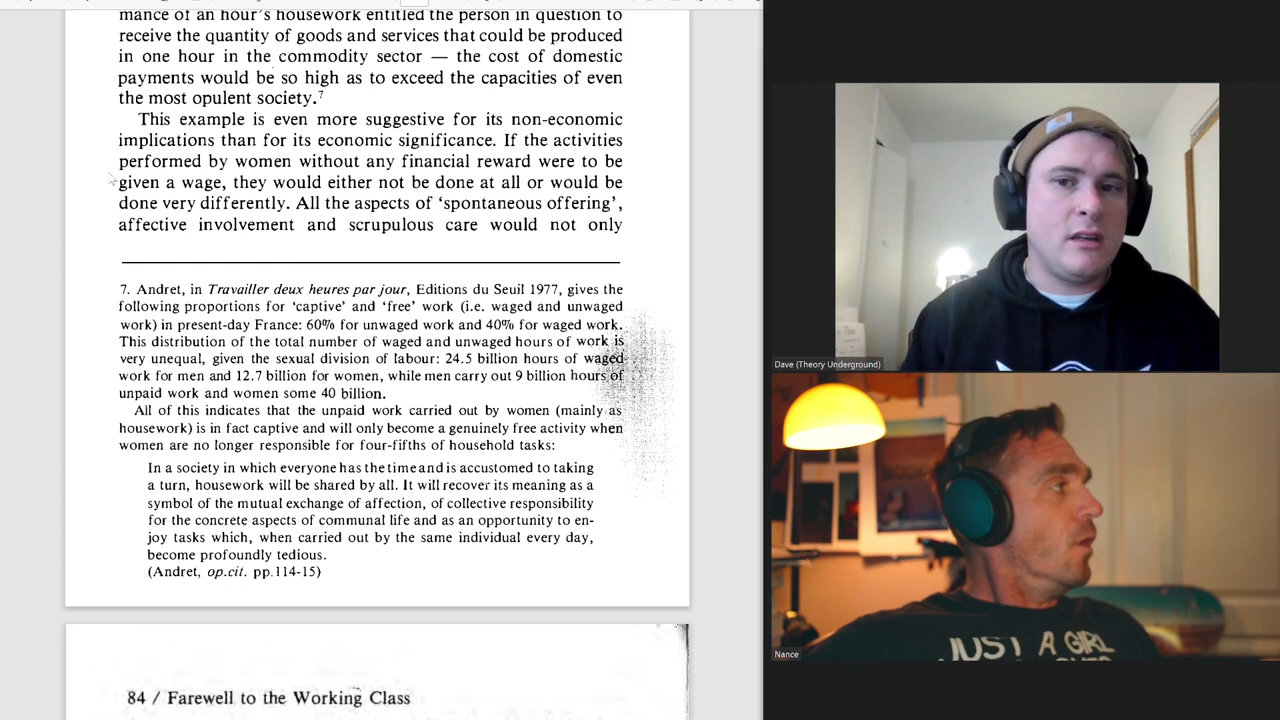 mance of an hour's housework entitled the person in question to
receive the quantity of goods and services that could be produced
in one hour in the commodity sector — the cost of domestic
payments would be so high as to exceed the capacities of even
the most opulent society.7
This example is even more suggestive for its non-economic
implications than for its economic significance. If the activities
performed by women without any financial reward were to be
given a wage, they would either not be done at all or would be
done very differently. All the aspects of 'spontaneous offering',
affective involvement and scrupulous care would not only
7. Andret, in Travailler deux heures par jour, Editions du Seuil 1977, gives the
following proportions for 'captive' and 'free' work (i.e. waged and unwaged
work) in present-day France: 60% for unwaged work and 40% for waged work.
This distribution of the total number of waged and unwaged hours of work is
very unequal, given the sexual division of labour: 24.5 billion hours of waged
work for men and 12.7 billion for women, while men carry out 9 billion hours of
unpaid work and women some 40 billion.
All of this indicates that the unpaid work carried out by women (mainly as
housework) is in fact captive and will only become a genuinely free activity when
women are no longer responsible for four-fifths of household tasks:
In a society in which everyone has the time and is accustomed to taking
a turn, housework will be shared by all. It will recover its meaning as a
symbol of the mutual exchange of affection, of collective responsibility
for the concrete aspects of communal life and as an opportunity to en-
joy tasks which, when carried out by the same individual every day,
become profoundly tedious.
(Andret, op.cit. pp.114-15)
84 / Farewell to the Working Class
Dave (Theory Underground)
JUST A GIRL
Nance